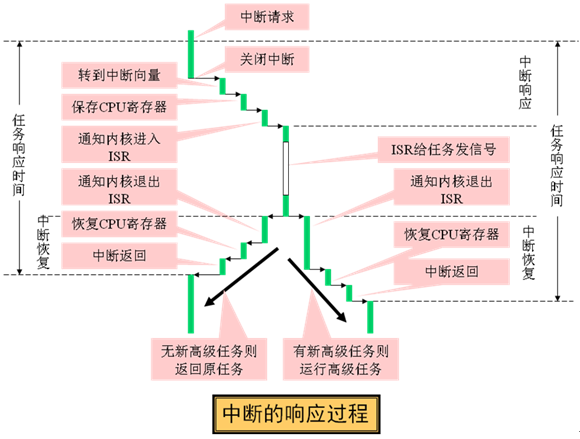 中断请求
关闭中断
转到中断向量
保存CPU寄存器
通知内核进入
ISR
中断响应
任务响应时间
任务响应时间
ISR给任务发信号
通知内核退出
ISR
通知内核退出
ISR
中断恢复
恢复CPU寄存器
中断返回
恢复CPU寄存器
中断返回
中断恢复
无新高级任务则
返回原任务
有新高级任务则
运行高级任务
中断的响应过程